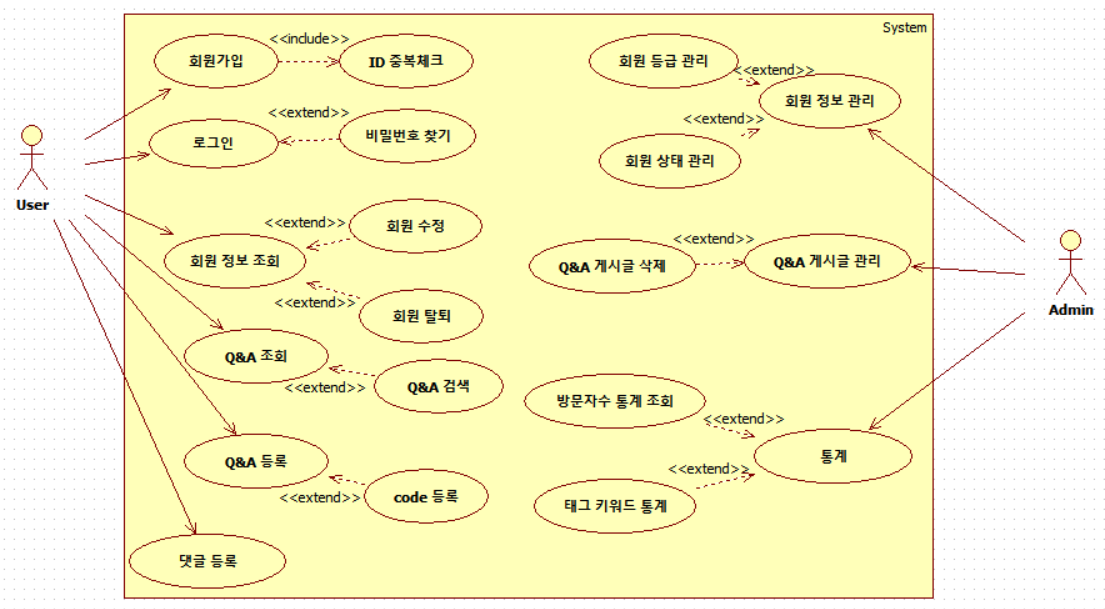 System
<<include>>
회원가입
ID 중복체크
<<extend>>
로그인
비밀번호 찾기
User
<<extend>>
회원 수정
회원 정보 조회
<<extend>>
회원 탈퇴
Q&A 조회
<<extend>>
Q&A 검색
Q&A 등록
<<extend>>
code 등록
댓글 등록
회원 등급 관리
<<extend>>
회원 정보 관리
<<extend>>
회원 상태 관리
<<extend>>
Q&A 게시글 삭제
Q&A 게시글 관리
Admin
방문자수 통계 조회
<<extend>>
통계
<<extend>>
태그 키워드 통계